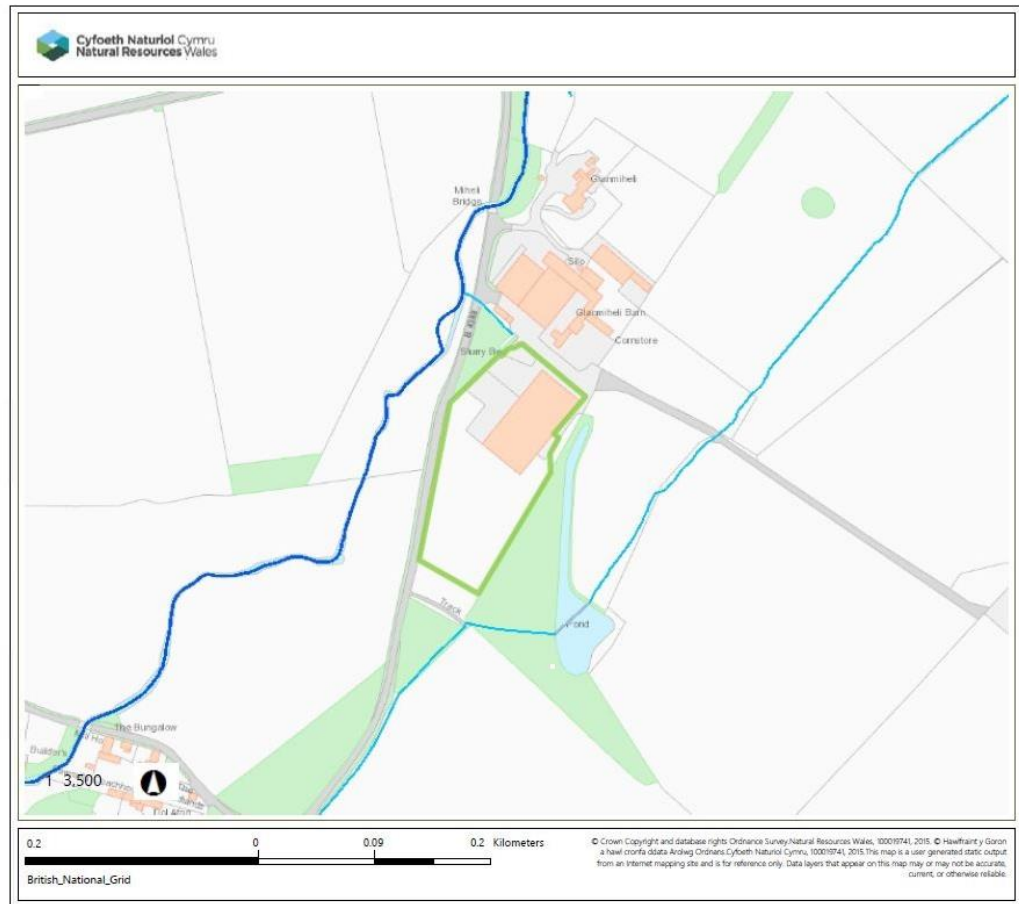 Cyfoeth Naturiol Cymru
Natural Resources Wales
Glanmiheli
Miheli
Bridge
Silo
Glanmiheli Barn
Cornstore
Slurry
Track
Pond
The Bungalow
Builder's
1 3,500
0.2 0 0.09 0.2 Kilometers
British_National_Grid
© Crown Copyright and database rights Ordnance Survey.Natural Resources Wales, 100019741, 2015. © Hawlfraint y Goron
a hawl cronfa ddata Arolwg Ordnans.Cyfoeth Naturiol Cymru, 100019741, 2015.This map is a user generated static output
from an Internet mapping site and is for reference only. Data layers that appear on this map may or may not be accurate,
current, or otherwise reliable.